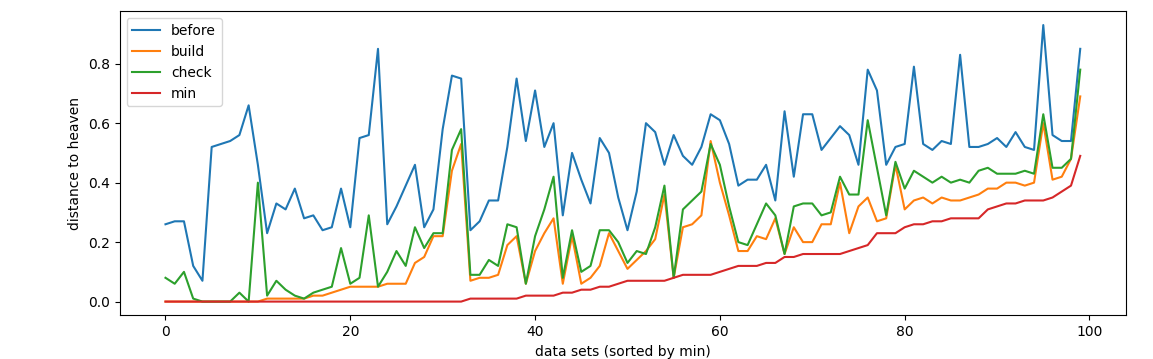 before
build
check
min
distance to heaven
0.8
0.6
0.4
0.2
0.0
0 20 40 60 80 100
data sets (sorted by min)